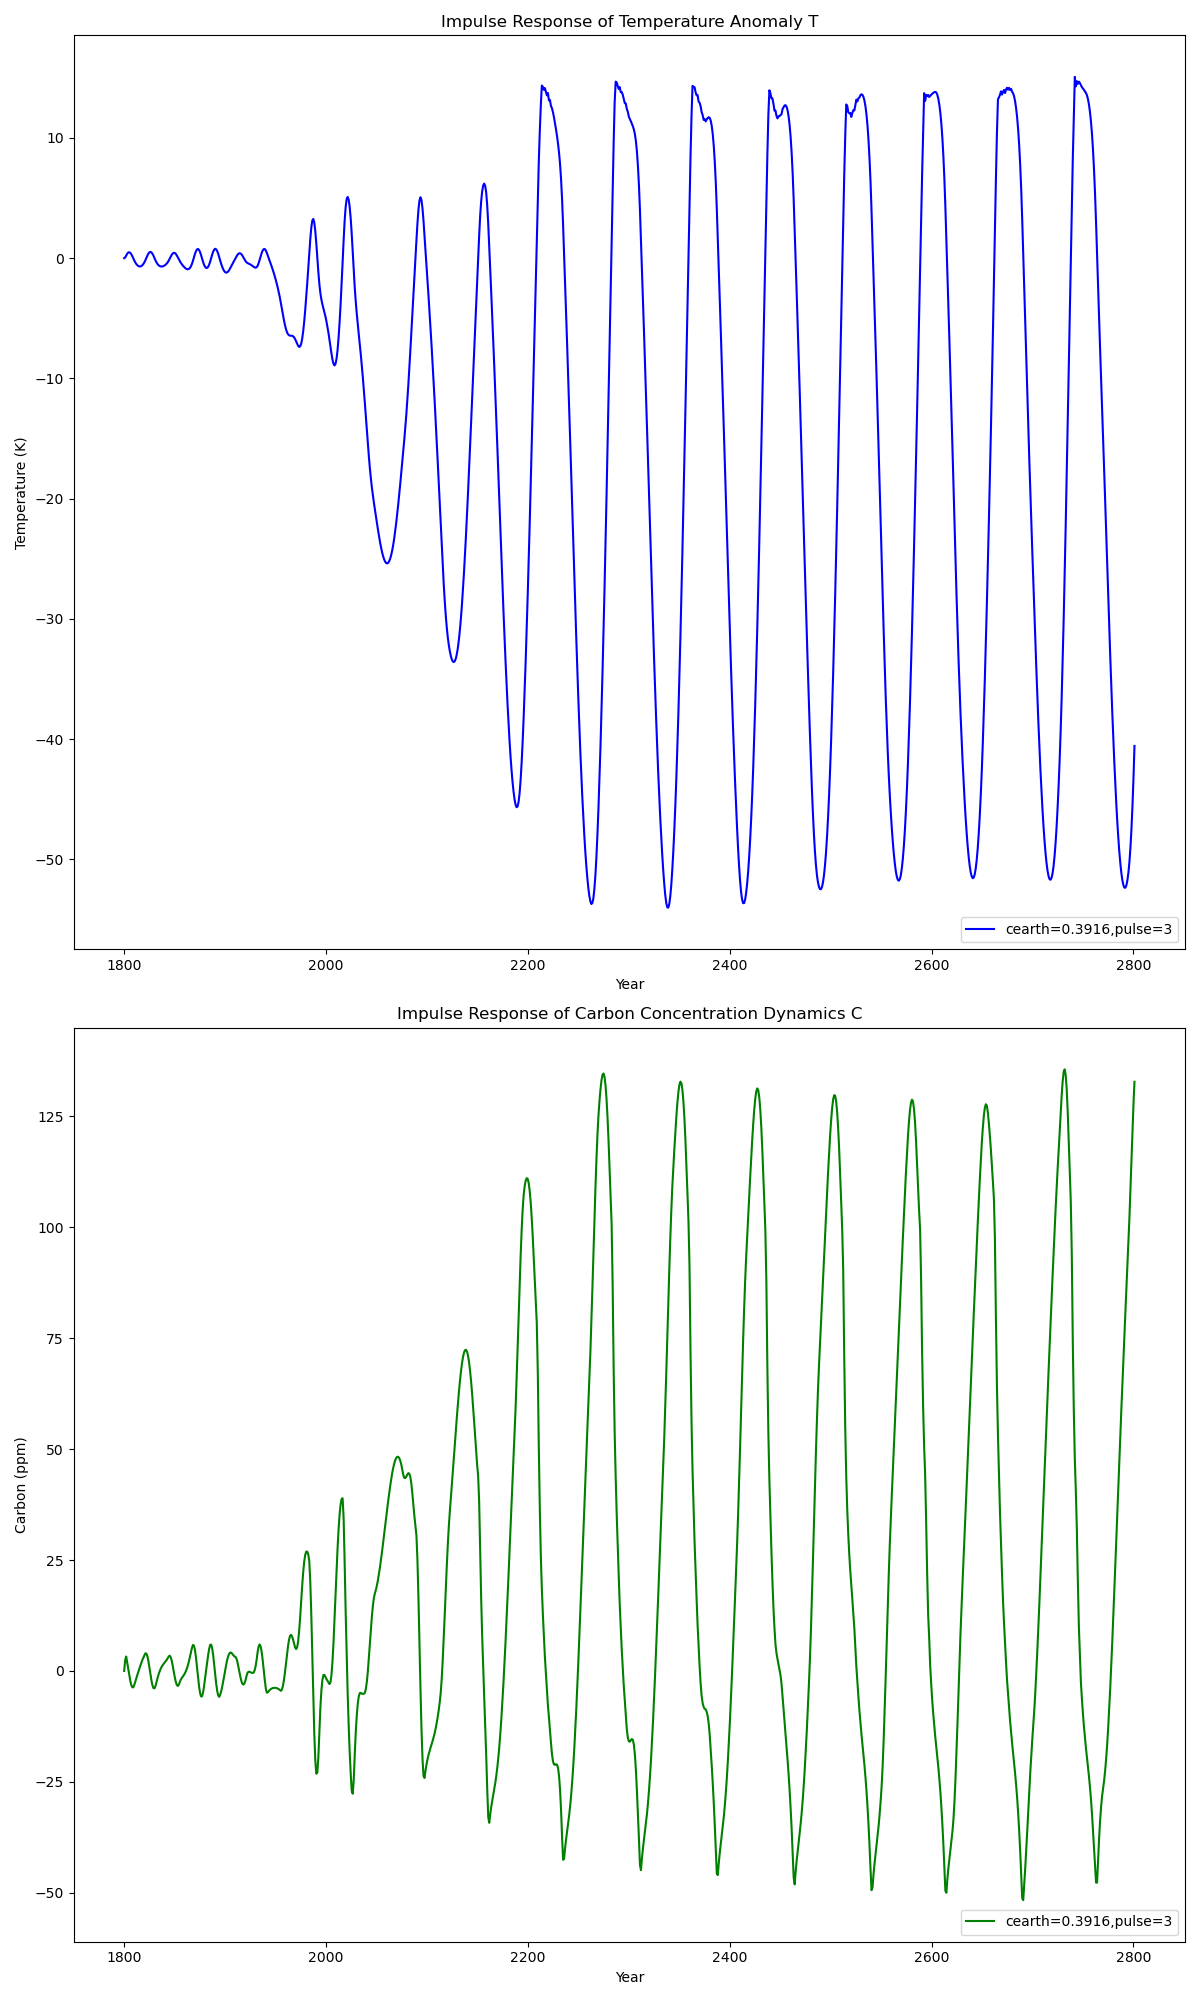 Impulse Response of Temperature Anomaly T
10
0
−10
−20
−30
−40
−50
Temperature (K)
cearth=0.3916,pulse=3
1800 2000 2200 2400 2600 2800
Year
Impulse Response of Carbon Concentration Dynamics C
125
100
75
50
25
0
−25
−50
Carbon (ppm)
cearth=0.3916,pulse=3
1800 2000 2200 2400 2600 2800
Year